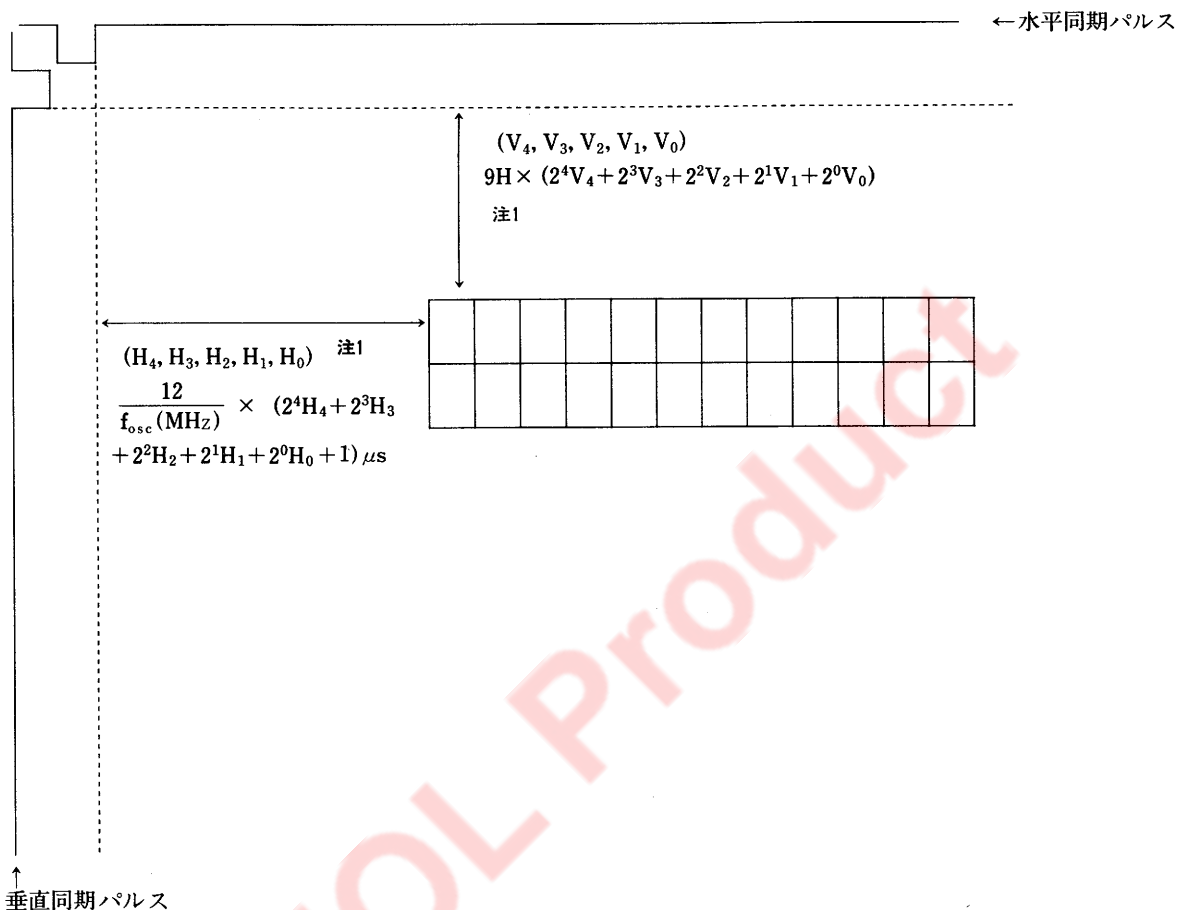 ←水平同期パルス
(V₄, V₃, V₂, V₁, V₀)
9H × (2⁴V₄+2³V₃+2²V₂+2¹V₁+2⁰V₀)
注1
(H₄, H₃, H₂, H₁, H₀) 注1
12
f_osc(MHz) × (2⁴H₄+2³H₃
+2²H₂+2¹H₁+2⁰H₀+1) μs
OL Product
↑
垂直同期パルス